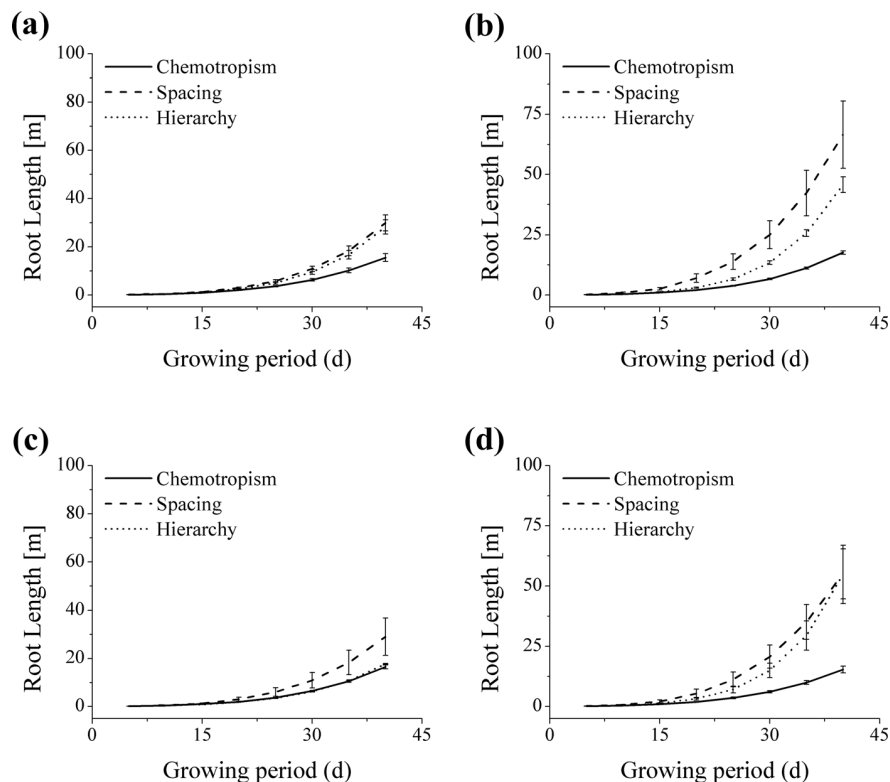 (a)
100
80
60
40
20
0
Root Length [m]
Chemotropism
Spacing
Hierarchy
0 15 30 45
Growing period (d)
(b)
100
75
50
25
0
Root Length [m]
Chemotropism
Spacing
Hierarchy
0 15 30 45
Growing period (d)
(c)
100
80
60
40
20
0
Root Length [m]
Chemotropism
Spacing
Hierarchy
0 15 30 45
Growing period (d)
(d)
100
75
50
25
0
Root Length [m]
Chemotropism
Spacing
Hierarchy
0 15 30 45
Growing period (d)